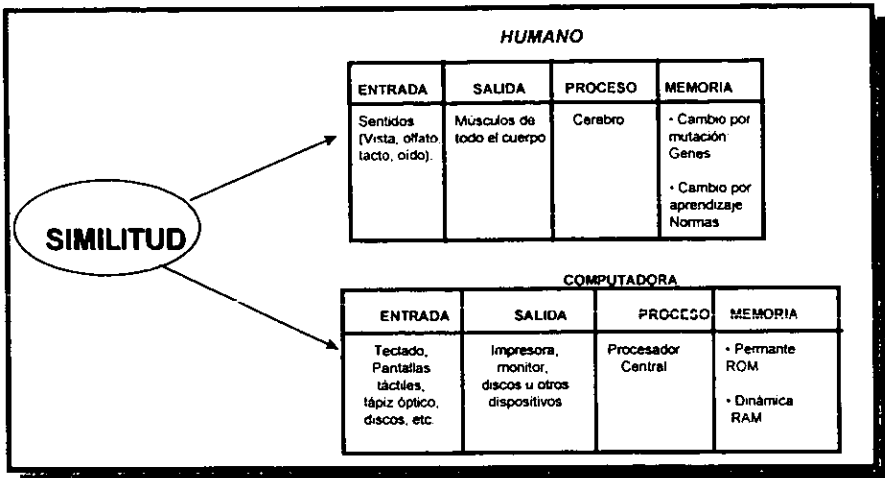 HUMANO
ENTRADA SALIDA PROCESO MEMORIA
Sentidos
(Vista, olfato,
tacto, oído).
Músculos de
todo el cuerpo
Cerebro
• Cambio por
mutación:
Genes
• Cambio por
aprendizaje
Normas
SIMILITUD
COMPUTADORA
ENTRADA SALIDA PROCESO MEMORIA
Teclado,
Pantallas
táctiles,
lápiz óptico,
discos, etc.
Impresora,
monitor,
discos u otros
dispositivos
Procesador
Central
• Permante
ROM
• Dinámica
RAM